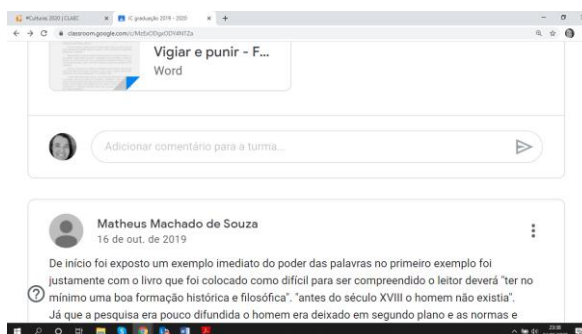 #Culturas 2020 | CLAEC
IC graduação 2019 - 2020
classroom.google.com/c/
Vigiar e punir - F...
Word
Adicionar comentário para a turma...
Matheus Machado de Souza
16 de out. de 2019
De início foi exposto um exemplo imediato do poder das palavras no primeiro exemplo foi
justamente com o livro que foi colocado como difícil para ser compreendido o leitor deverá "ter no
mínimo uma boa formação histórica e filosófica". "antes do século XVIII o homem não existia".
Já que a pesquisa era pouco difundida o homem era deixado em segundo plano e as normas e